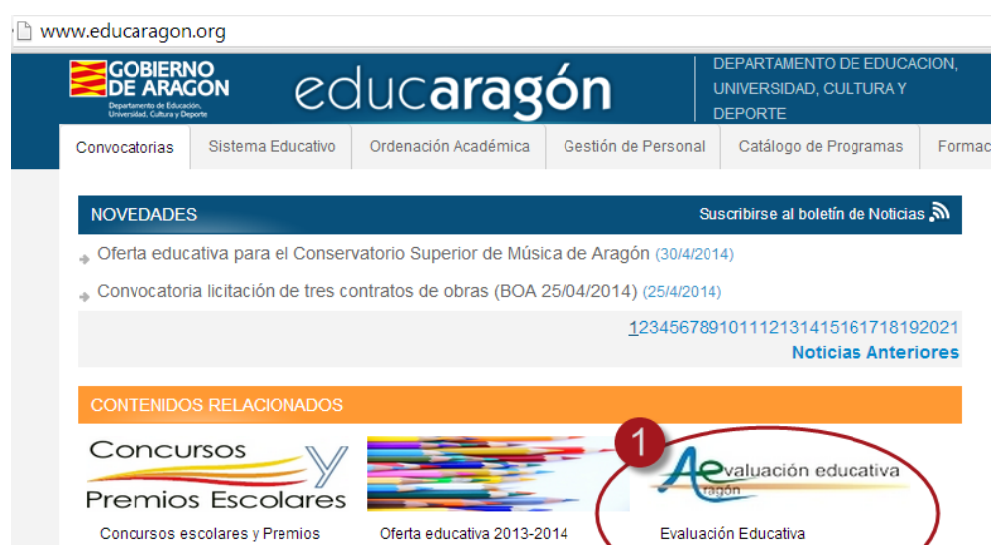 www.educaragon.org
GOBIERNO
DE ARAGON
Departamento de Educación,
Universidad, Cultura y Deporte
educaragón
DEPARTAMENTO DE EDUCACION,
UNIVERSIDAD, CULTURA Y
DEPORTE
Convocatorias Sistema Educativo Ordenación Académica Gestión de Personal Catálogo de Programas Formac
NOVEDADES Suscribirse al boletín de Noticias
Oferta educativa para el Conservatorio Superior de Música de Aragón (30/4/2014)
Convocatoria licitación de tres contratos de obras (BOA 25/04/2014) (25/4/2014)
123456789101112131415161718192021
Noticias Anteriores
CONTENIDOS RELACIONADOS
Concursos
Y
Premios Escolares
1
Aevaluación educativa
ragón
Concursos escolares y Premios Oferta educativa 2013-2014 Evaluación Educativa